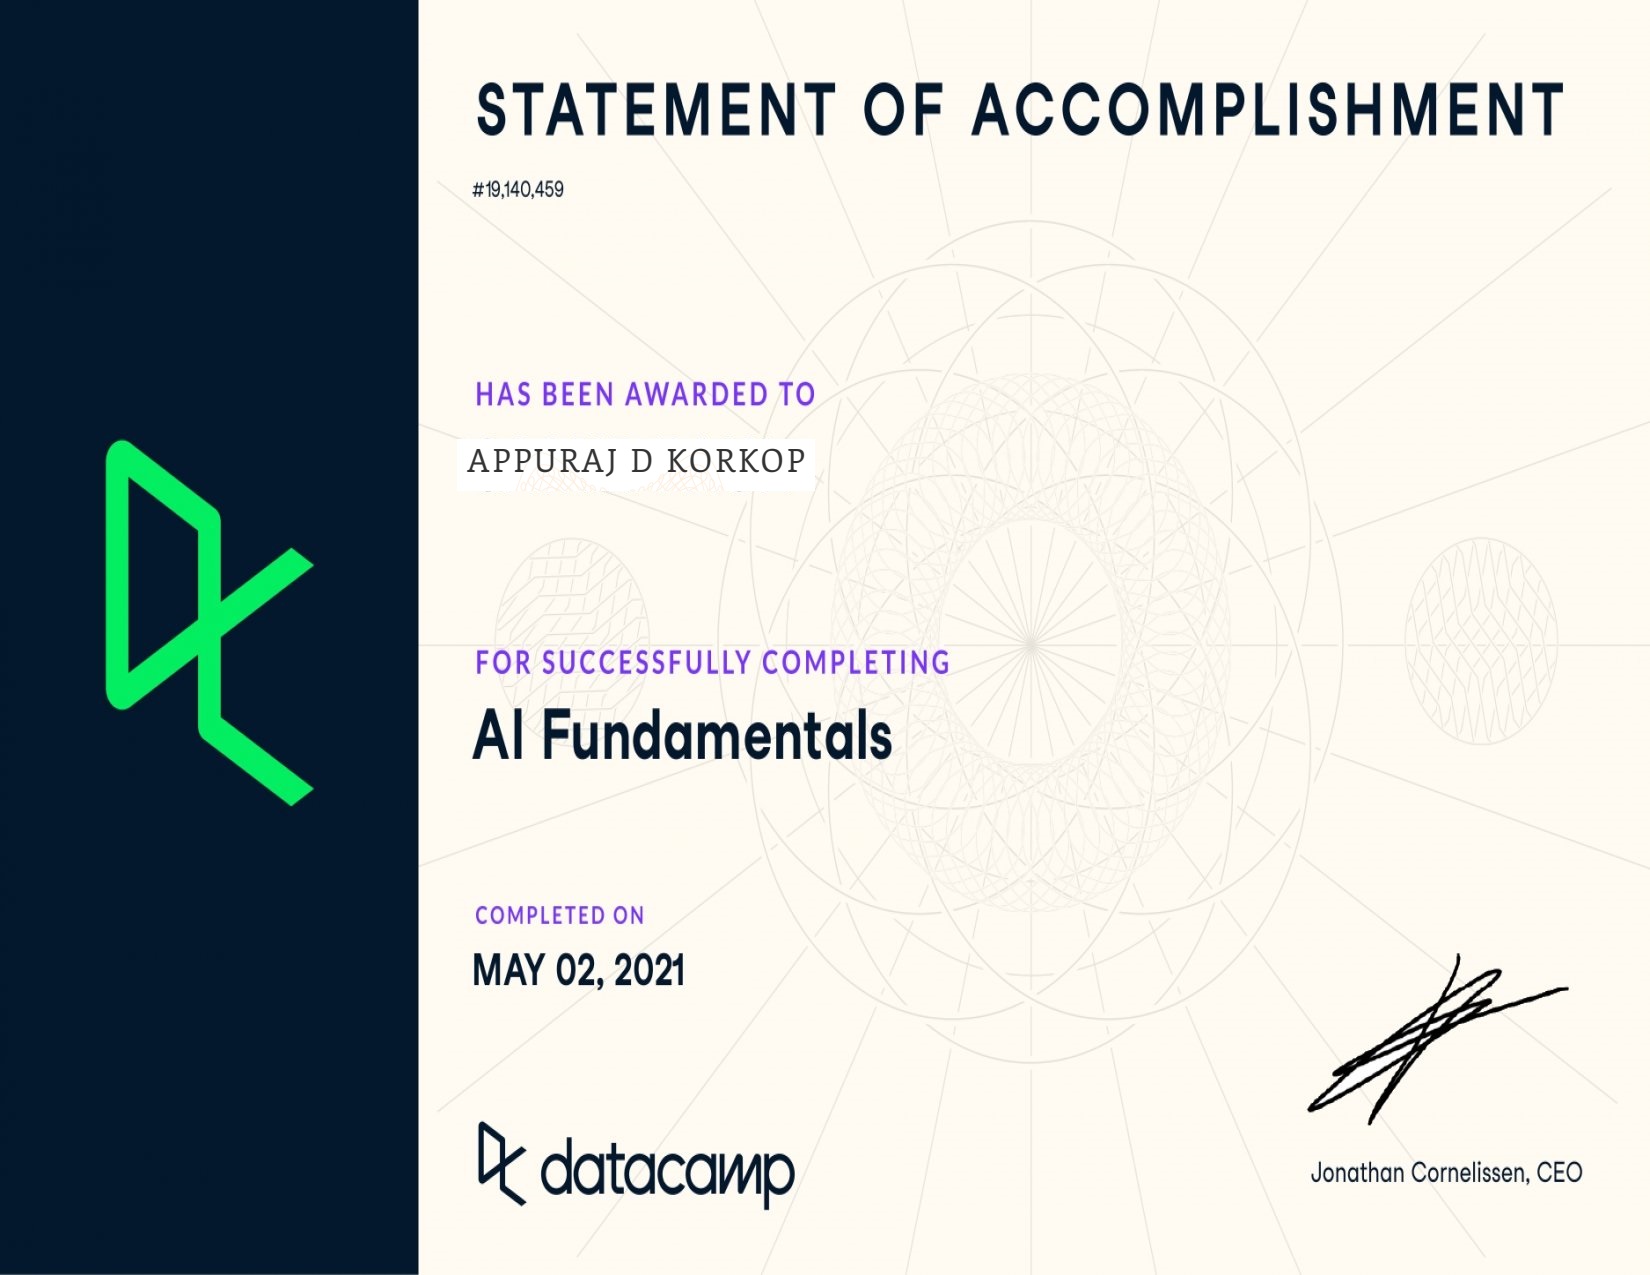 STATEMENT OF ACCOMPLISHMENT
#19,140,459
HAS BEEN AWARDED TO
APPURAJ D KORKOP
FOR SUCCESSFULLY COMPLETING
AI Fundamentals
COMPLETED ON
MAY 02, 2021
datacamp
Jonathan Cornelissen, CEO